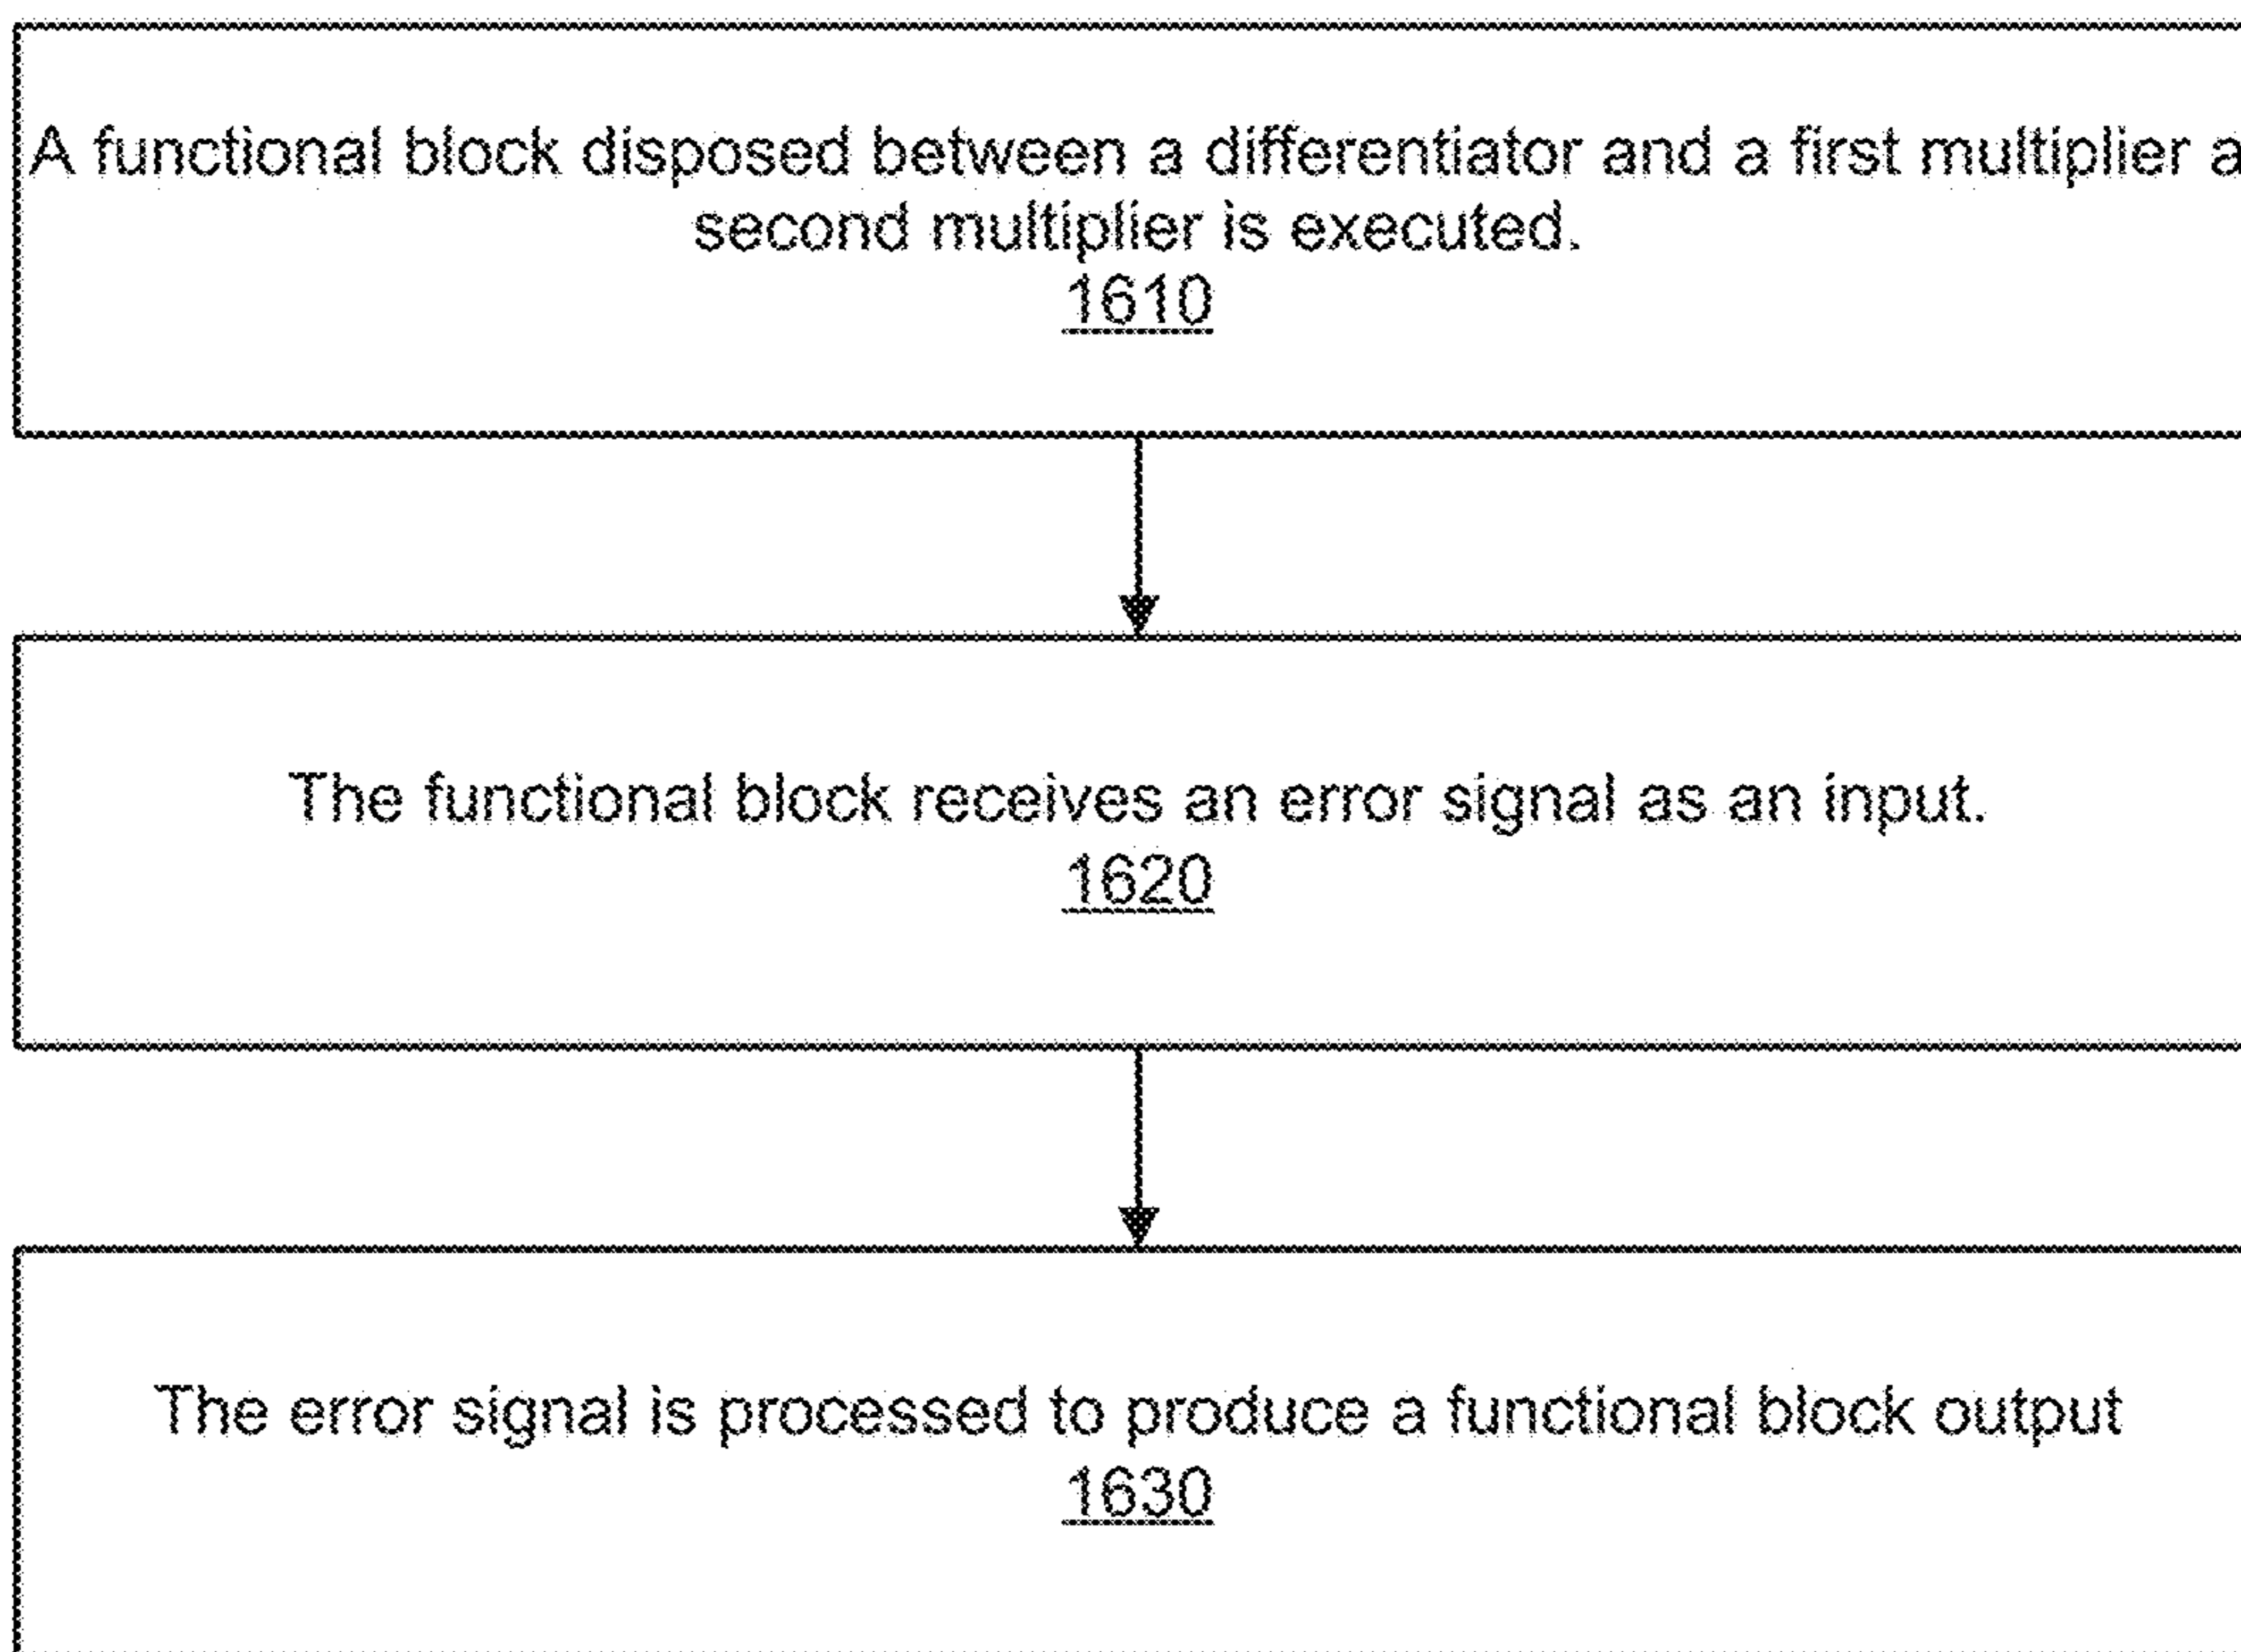 A functional block disposed between a differentiator and a first multiplier a
second multiplier is executed.
1610
The functional block receives an error signal as an input.
1620
The error signal is processed to produce a functional block output
1630